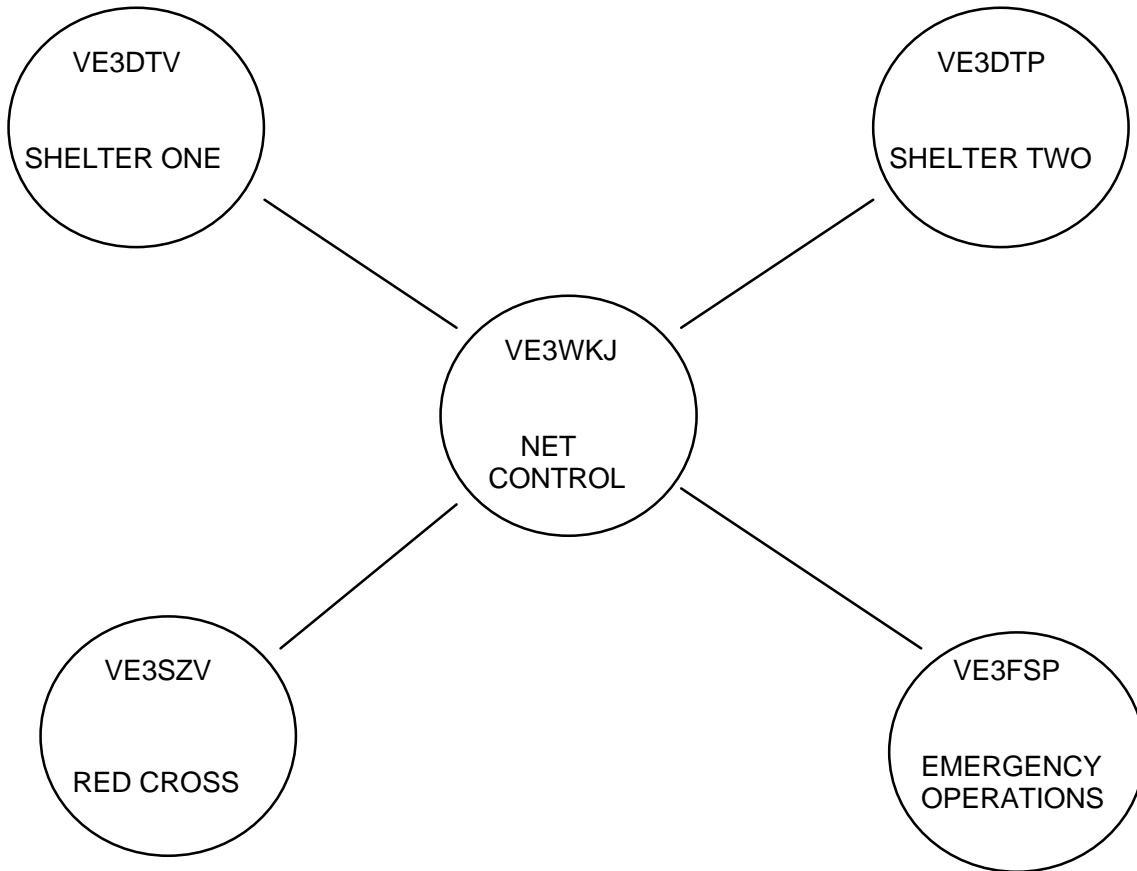 VE3DTV
SHELTER ONE
VE3DTP
SHELTER TWO
VE3WKJ
NET
CONTROL
VE3SZV
RED CROSS
VE3FSP
EMERGENCY
OPERATIONS